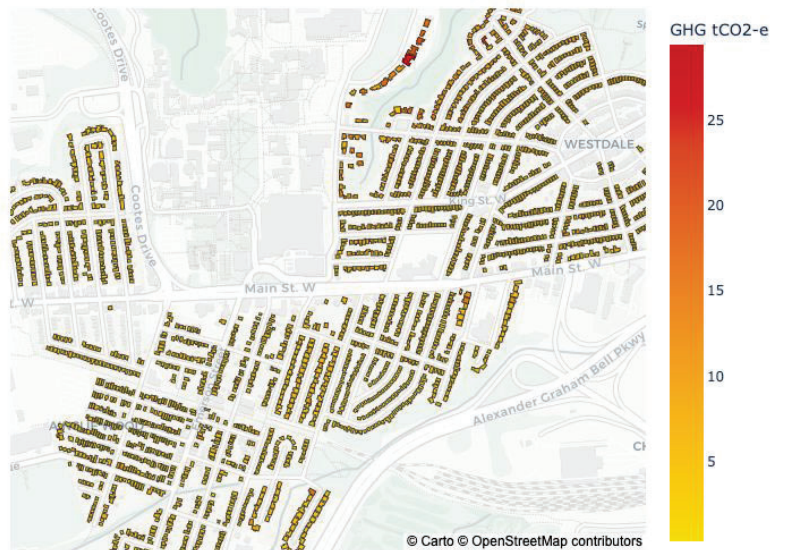 GHG tCO2-e
25
20
15
10
5
Cootes Drive
WESTDALE
Cootes Drive
King St. W
Main St. W
Main St. W
L. W
Alexander Graham Bell Pkwy
CH
© Carto © OpenStreetMap contributors